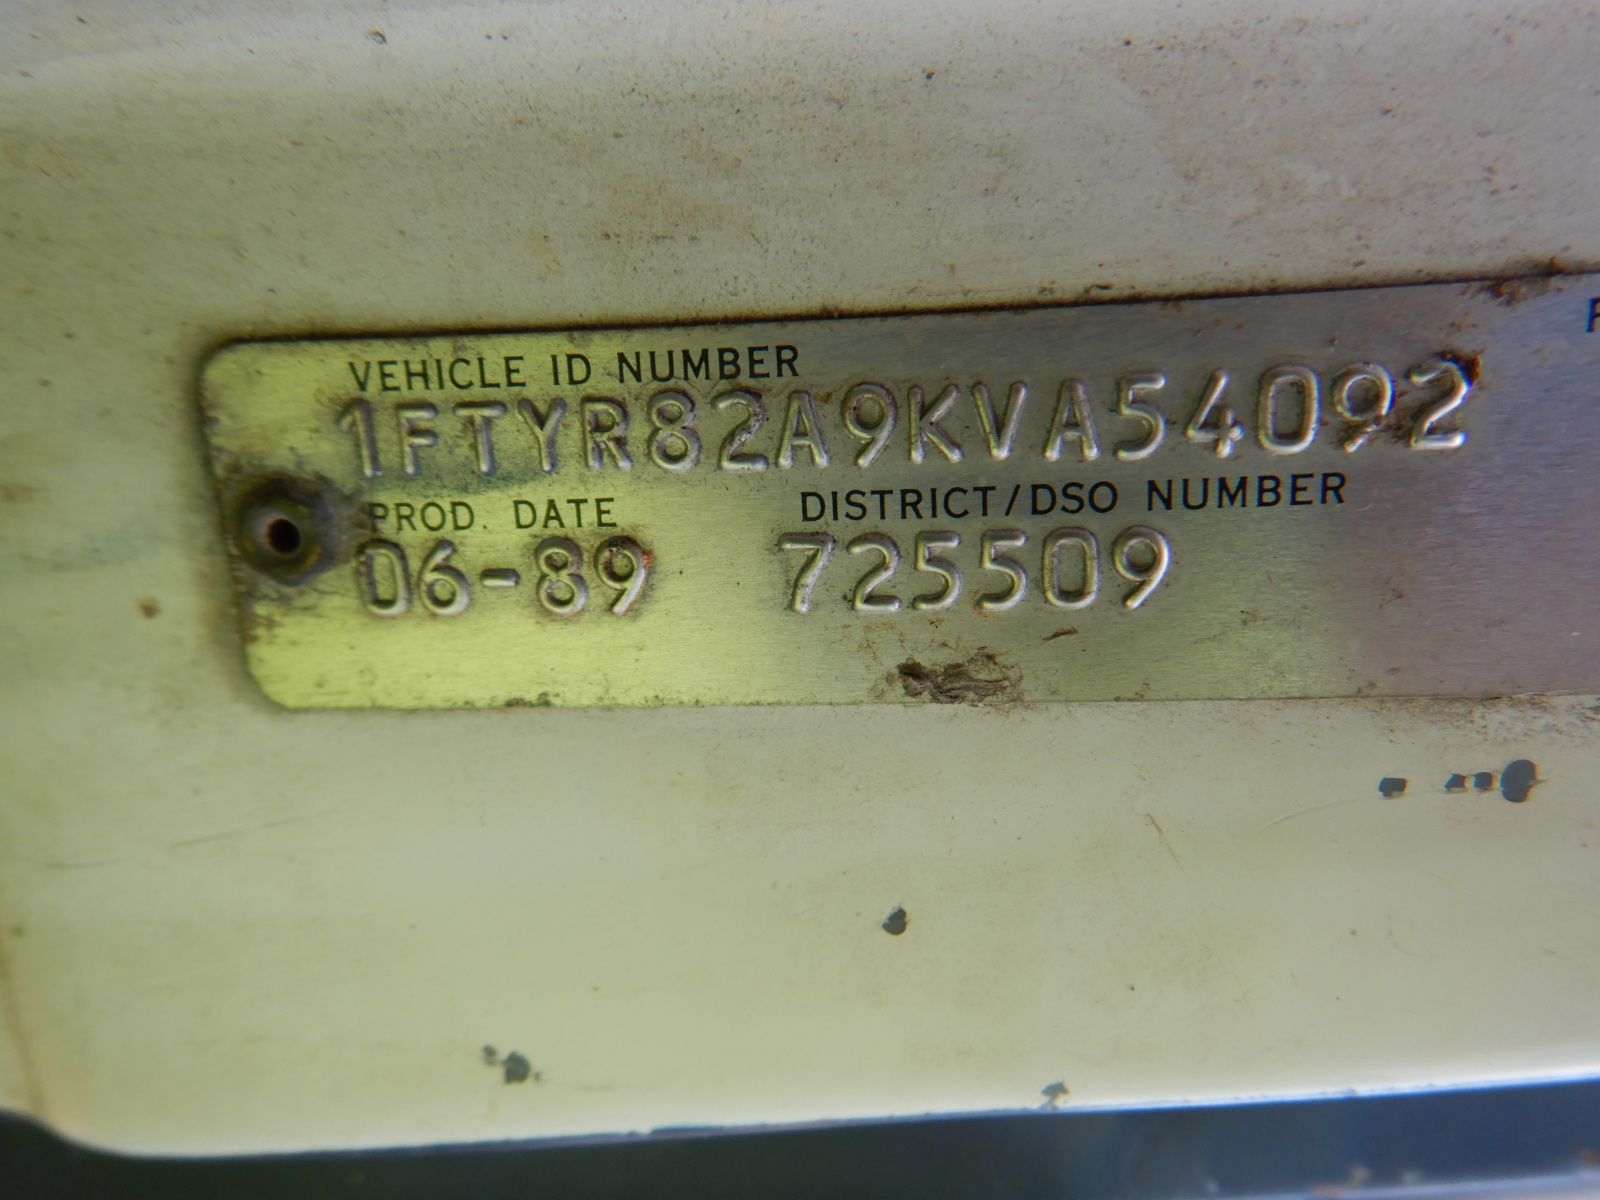 VEHICLE ID NUMBER
1FTYR82A9KVA54092
PROD. DATE DISTRICT/DSO NUMBER
06-89 725509